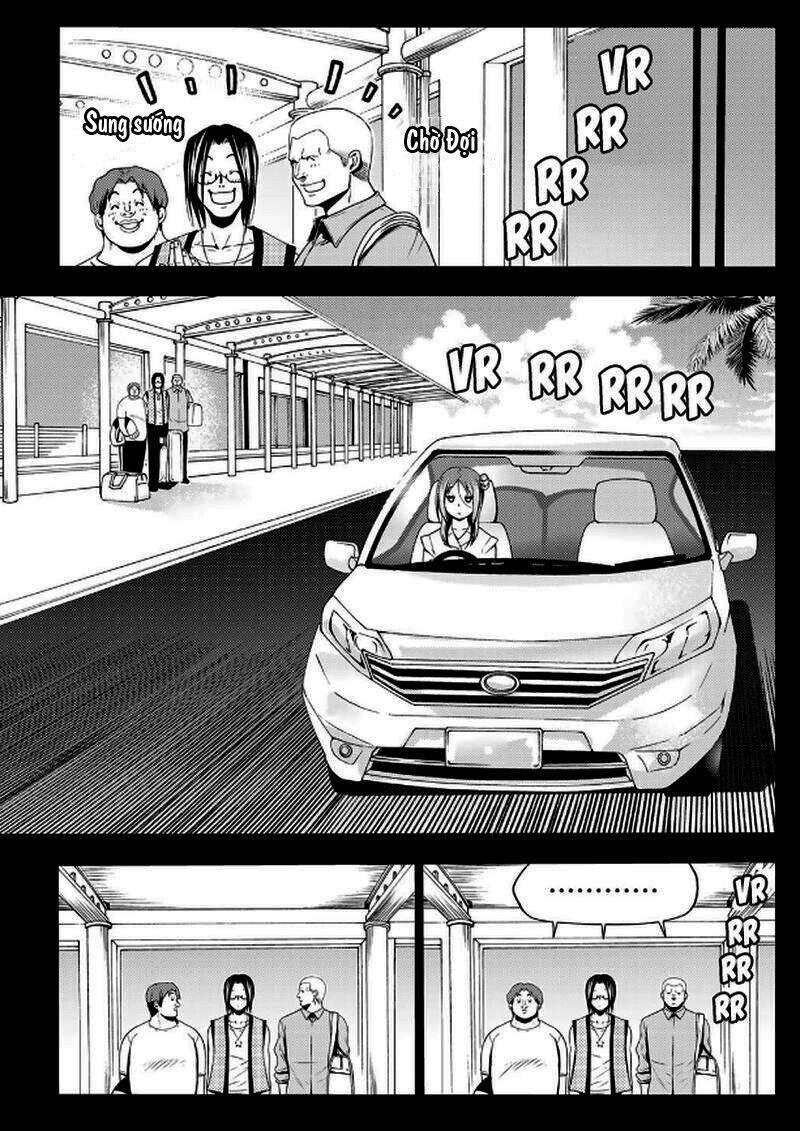 Sung sướng
Chờ Đợi
VR
RR
RR
RR
VR
RR
RR
RR
.............
VR
RR
RR
RR